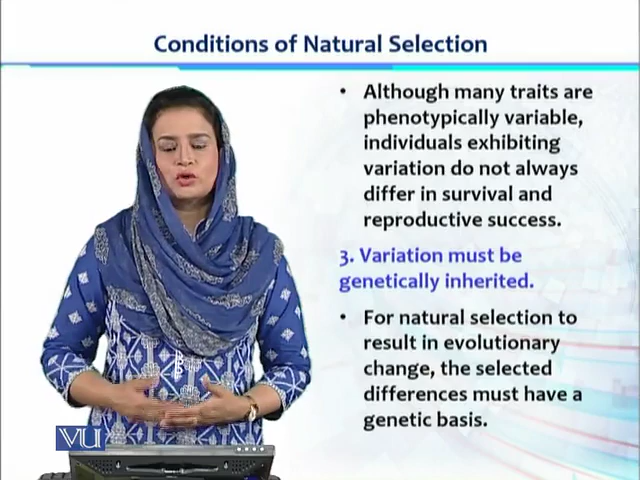 Conditions of Natural Selection
• Although many traits are
phenotypically variable,
individuals exhibiting
variation do not always
differ in survival and
reproductive success.
3. Variation must be
genetically inherited.
• For natural selection to
result in evolutionary
change, the selected
differences must have a
genetic basis.
VU